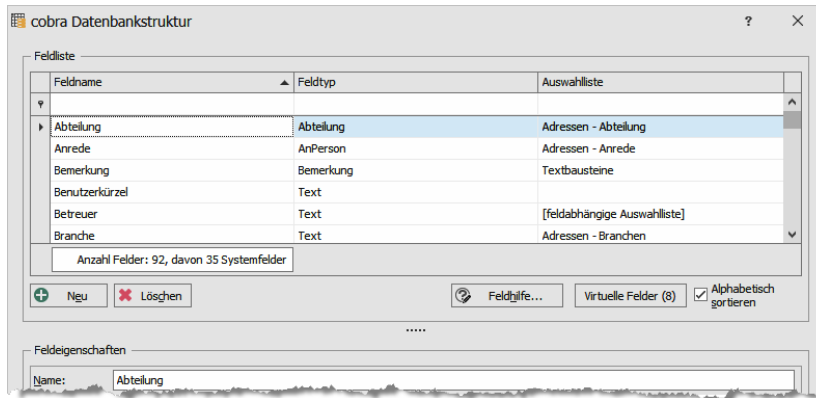 cobra Datenbankstruktur ?
Feldliste
Feldname Feldtyp Auswahlliste
Abteilung Abteilung Adressen - Abteilung
Anrede AnPerson Adressen - Anrede
Bemerkung Bemerkung Textbausteine
Benutzerkürzel Text
Betreuer Text [feldabhängige Auswahlliste]
Branche Text Adressen - Branchen
Anzahl Felder: 92, davon 35 Systemfelder
Neu Löschen Feldhilfe... Virtuelle Felder (8) Alphabetisch
sortieren
Feldeigenschaften
Name: Abteilung